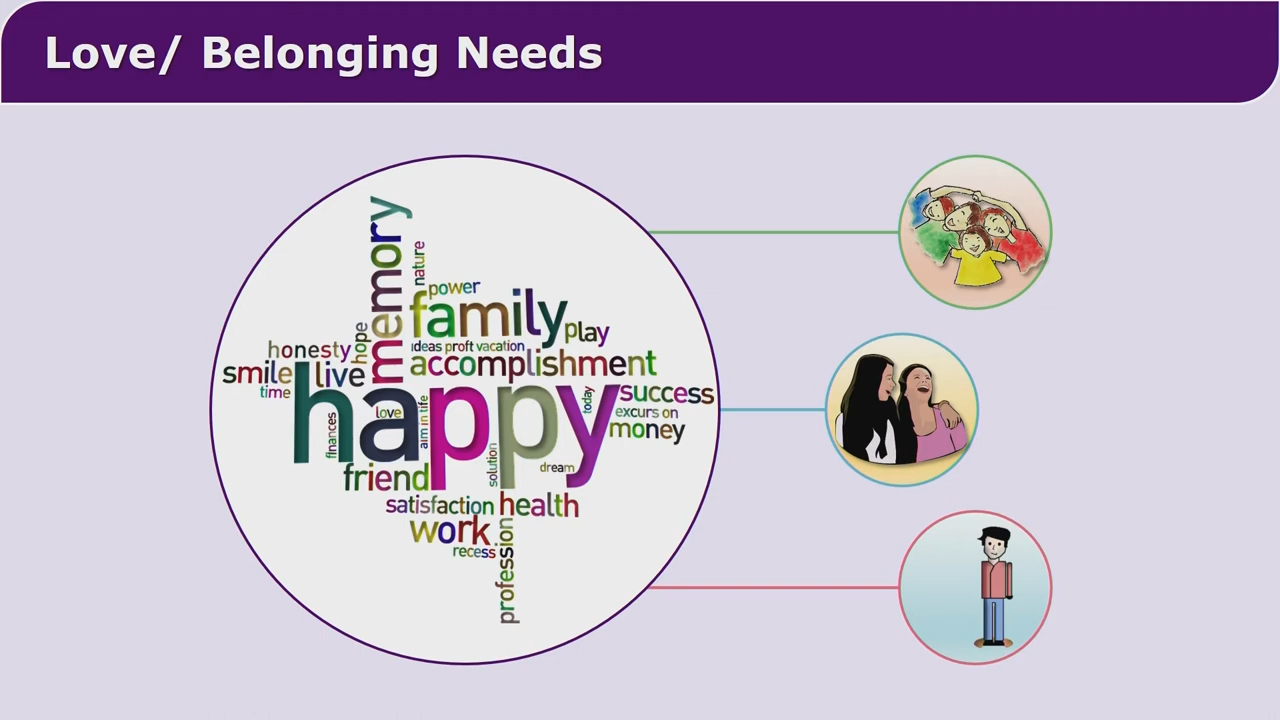 Love/ Belonging Needs
memory
nature
power
family
play
hope
honesty
ideas proft vacation
accomplishment
smile
live
time
happy
love
finances
aim in life
today
success
excurs on
money
friend
solution
dream
satisfaction
health
work
recess
profession